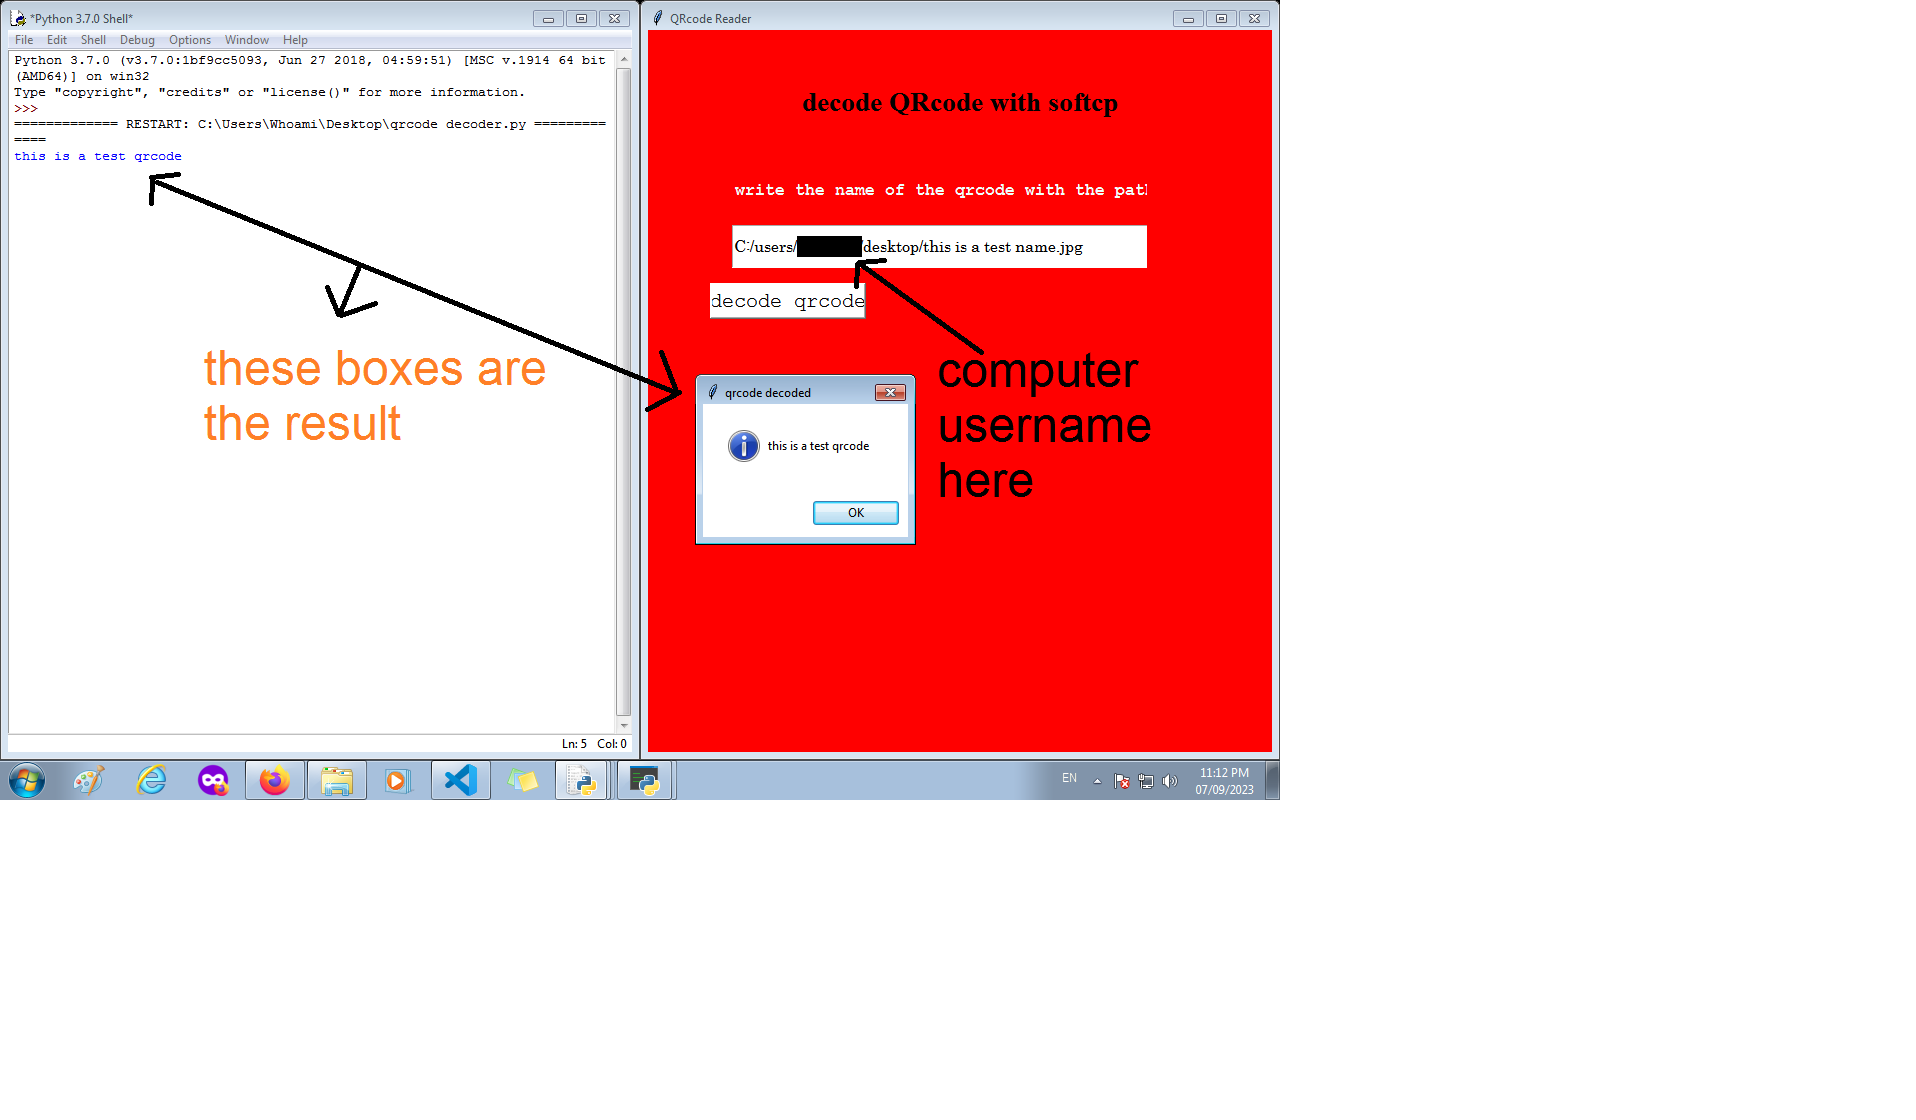 *Python 3.7.0 Shell*
File Edit Shell Debug Options Window Help
Python 3.7.0 (v3.7.0:1bf9cc5093, Jun 27 2018, 04:59:51) [MSC v.1914 64 bit
(AMD64)] on win32
Type "copyright", "credits" or "license()" for more information.
>>>
============= RESTART: C:\Users\Whoami\Desktop\qrcode decoder.py =========
====
this is a test qrcode
these boxes are
the result
Ln: 5 Col: 0
QRcode Reader
decode QRcode with softcp
write the name of the qrcode with the path
C:/users/
/desktop/this is a test name.jpg
decode qrcode
computer
username
here
qrcode decoded
this is a test qrcode
OK
EN
11:12 PM
07/09/2023